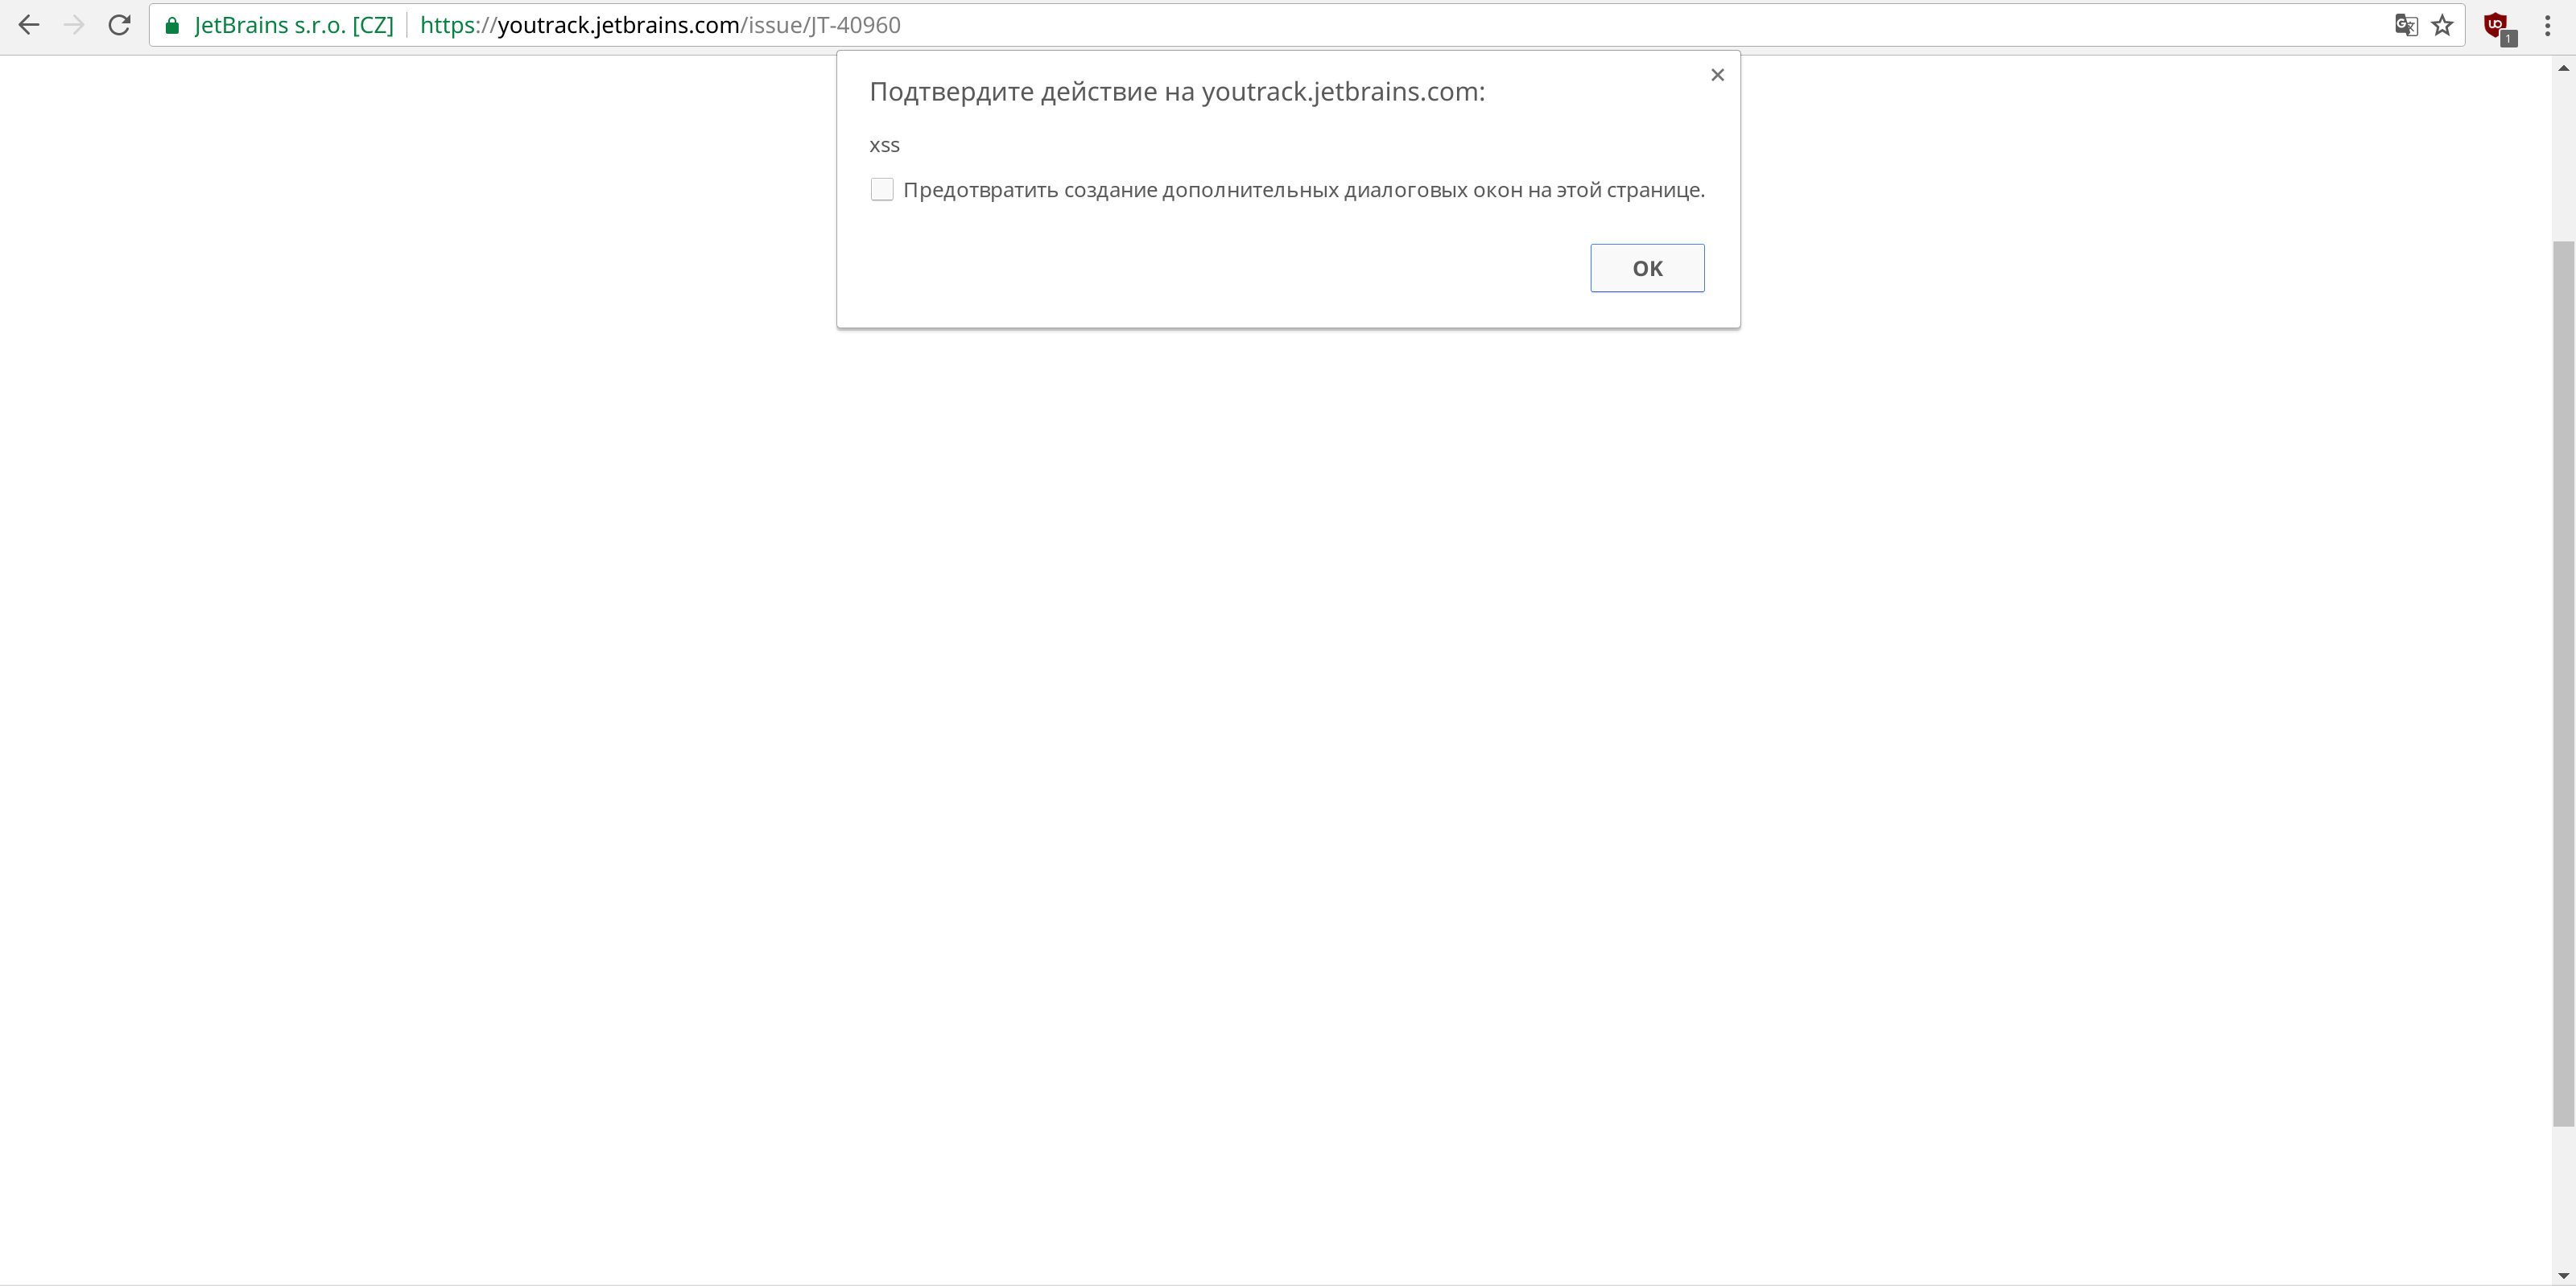 JetBrains s.r.o. [CZ] https://youtrack.jetbrains.com/issue/JT-40960
1
Подтвердите действие на youtrack.jetbrains.com:
xss
Предотвратить создание дополнительных диалоговых окон на этой странице.
OK